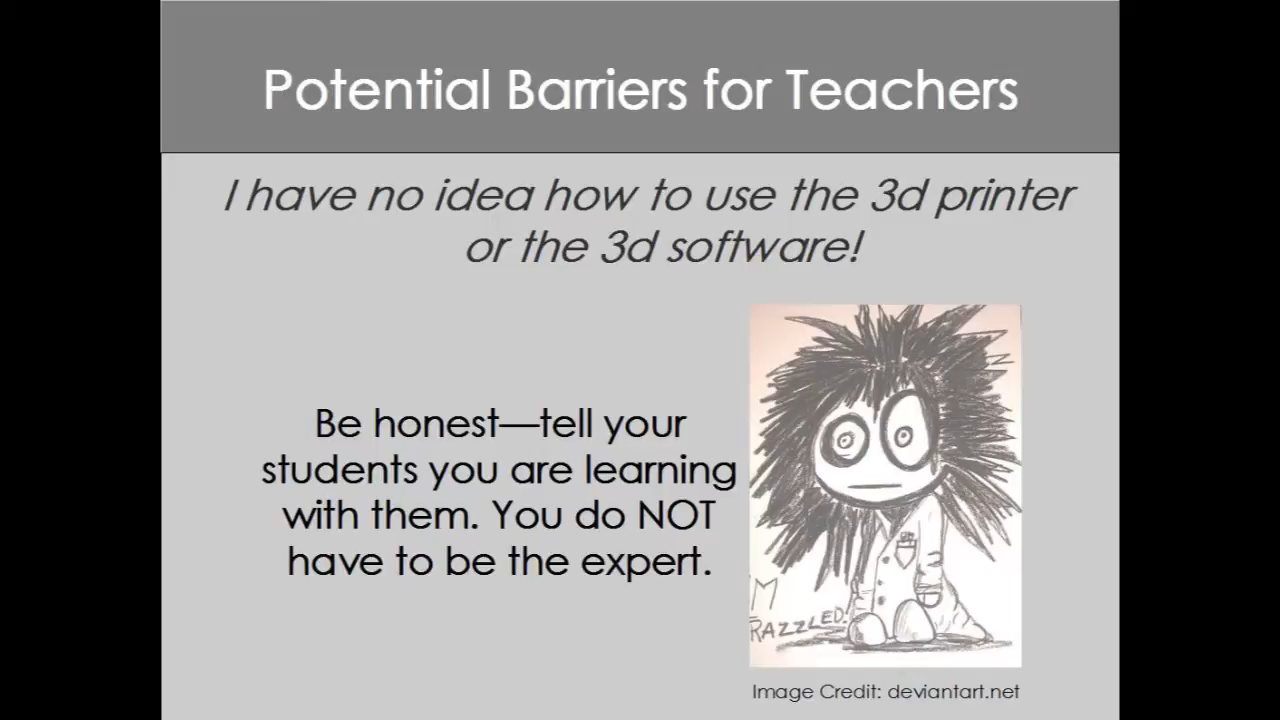 Potential Barriers for Teachers
I have no idea how to use the 3d printer
or the 3d software!
Be honest—tell your
students you are learning
with them. You do NOT
have to be the expert.
M
RAZZLED!
Image Credit: deviantart.net